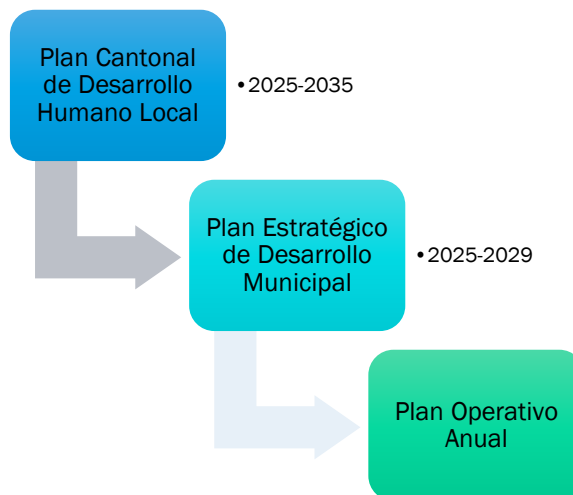 Plan Cantonal
de Desarrollo
Humano Local
•2025-2035
Plan Estratégico
de Desarrollo
Municipal
•2025-2029
Plan Operativo
Anual